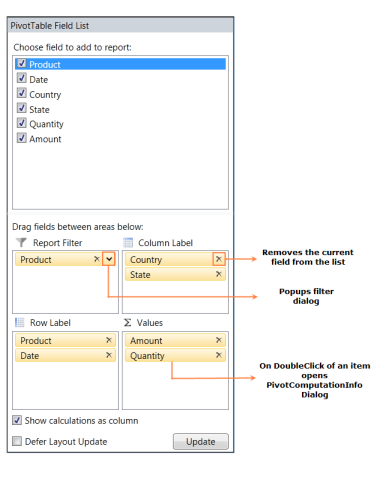 PivotTable Field List
Choose field to add to report:
Product
Date
Country
State
Quantity
Amount
Drag fields between areas below:
Report Filter
Column Label
Product
Country
State
Removes the current
field from the list
Popups filter
dialog
Row Label
Σ Values
Product
Date
Amount
Quantity
On DoubleClick of an item
opens
PivotComputationInfo
Dialog
Show calculations as column
Defer Layout Update
Update